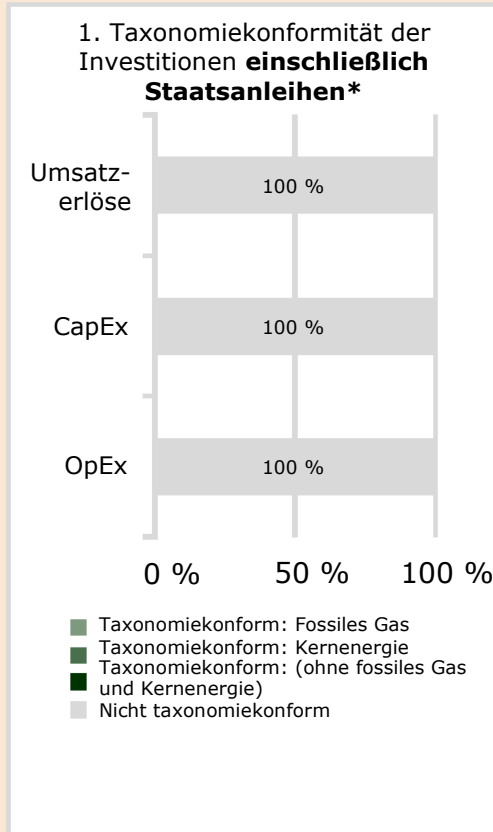 1. Taxonomiekonformität der
Investitionen einschließlich
Staatsanleihen*
Umsatz-
erlöse
100 %
CapEx
100 %
OpEx
100 %
0 % 50 % 100 %
Taxonomiekonform: Fossiles Gas
Taxonomiekonform: Kernenergie
Taxonomiekonform: (ohne fossiles Gas
und Kernenergie)
Nicht taxonomiekonform